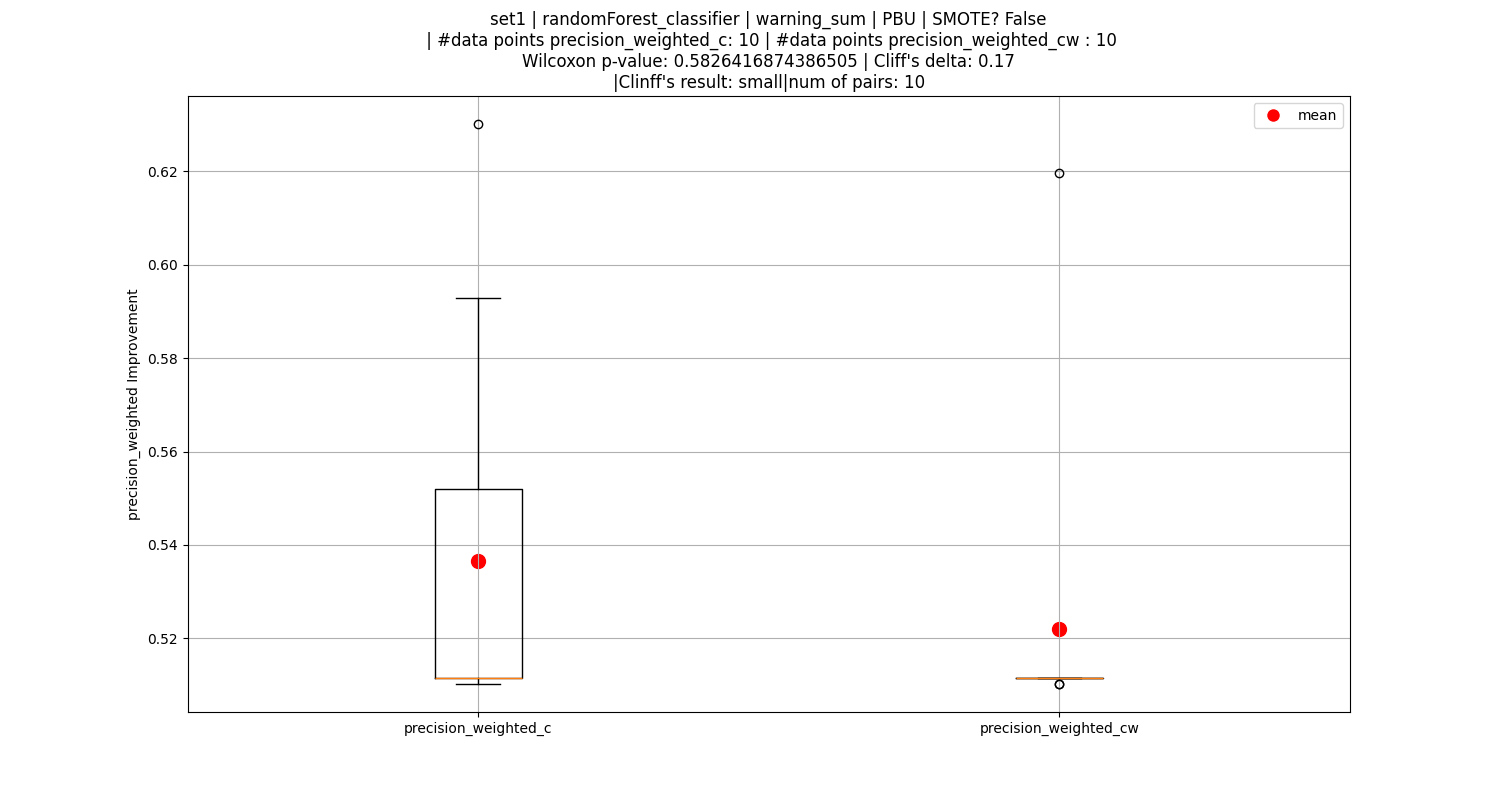 set1 | randomForest_classifier | warning_sum | PBU | SMOTE? False
| #data points precision_weighted_c: 10 | #data points precision_weighted_cw : 10
Wilcoxon p-value: 0.5826416874386505 | Cliff's delta: 0.17
|Clinff's result: small|num of pairs: 10
mean
0.62
0.60
0.58
0.56
0.54
0.52
precision_weighted Improvement
precision_weighted_c
precision_weighted_cw